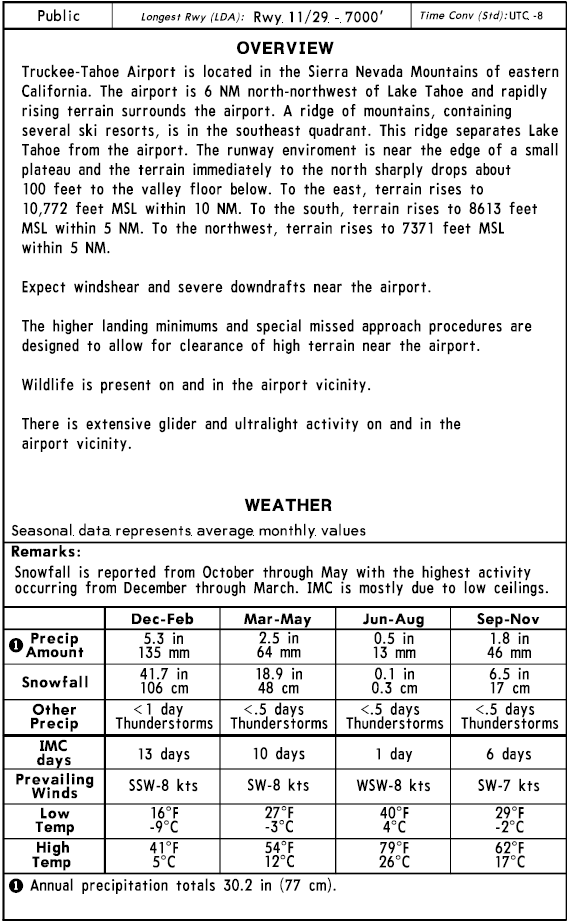 Public Longest Rwy (LDA): Rwy. 11/29 - 7000' Time Conv (Std): UTC -8
OVERVIEW
Truckee-Tahoe Airport is located in the Sierra Nevada Mountains of eastern
California. The airport is 6 NM north-northwest of Lake Tahoe and rapidly
rising terrain surrounds the airport. A ridge of mountains, containing
several ski resorts, is in the southeast quadrant. This ridge separates Lake
Tahoe from the airport. The runway enviroment is near the edge of a small
plateau and the terrain immediately to the north sharply drops about
100 feet to the valley floor below. To the east, terrain rises to
10,772 feet MSL within 10 NM. To the south, terrain rises to 8613 feet
MSL within 5 NM. To the northwest, terrain rises to 7371 feet MSL
within 5 NM.
Expect windshear and severe downdrafts near the airport.
The higher landing minimums and special missed approach procedures are
designed to allow for clearance of high terrain near the airport.
Wildlife is present on and in the airport vicinity.
There is extensive glider and ultralight activity on and in the
airport vicinity.
WEATHER
Seasonal data represents average monthly values
Remarks:
Snowfall is reported from October through May with the highest activity
occurring from December through March. IMC is mostly due to low ceilings.
Dec-Feb Mar-May Jun-Aug Sep-Nov
❶ Precip 5.3 in 2.5 in 0.5 in 1.8 in
Amount 135 mm 64 mm 13 mm 46 mm
Snowfall 41.7 in 18.9 in 0.1 in 6.5 in
106 cm 48 cm 0.3 cm 17 cm
Other <1 day <.5 days <.5 days <.5 days
Precip Thunderstorms Thunderstorms Thunderstorms Thunderstorms
IMC
days 13 days 10 days 1 day 6 days
Prevailing
Winds SSW-8 kts SW-8 kts WSW-8 kts SW-7 kts
Low 16°F 27°F 40°F 29°F
Temp -9°C -3°C 4°C -2°C
High 41°F 54°F 79°F 62°F
Temp 5°C 12°C 26°C 17°C
❶ Annual precipitation totals 30.2 in (77 cm).